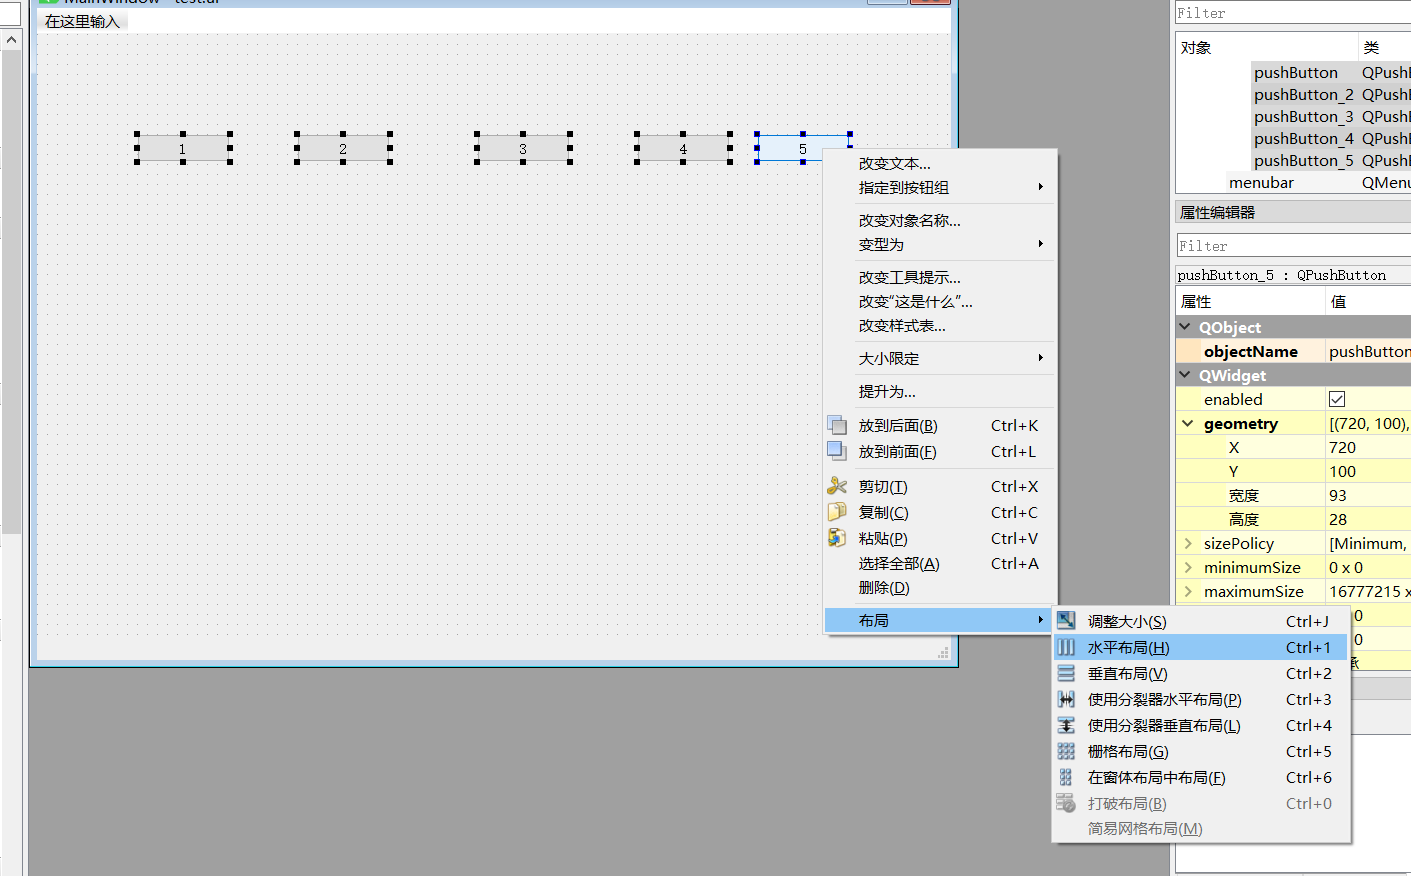 MainWindow - test.ui
在这里输入
1
2
3
4
5
改变文本...
指定到按钮组
改变对象名称...
变型为
改变工具提示...
改变“这是什么”...
改变样式表...
大小限定
提升为...
放到后面(B) Ctrl+K
放到前面(F) Ctrl+L
剪切(T) Ctrl+X
复制(C) Ctrl+C
粘贴(P) Ctrl+V
选择全部(A) Ctrl+A
删除(D)
布局
调整大小(S) Ctrl+J
水平布局(H) Ctrl+1
垂直布局(V) Ctrl+2
使用分裂器水平布局(P) Ctrl+3
使用分裂器垂直布局(L) Ctrl+4
栅格布局(G) Ctrl+5
在窗体布局中布局(F) Ctrl+6
打破布局(B) Ctrl+0
简易网格布局(M)
Filter
对象 类
pushButton QPushB
pushButton_2 QPushB
pushButton_3 QPushB
pushButton_4 QPushB
pushButton_5 QPushB
menubar QMenu
属性编辑器
Filter
pushButton_5 : QPushButton
属性 值
QObject
objectName pushButton
QWidget
enabled
geometry [(720, 100),
X 720
Y 100
宽度 93
高度 28
sizePolicy [Minimum,
minimumSize 0 x 0
maximumSize 16777215 x
0
0
承